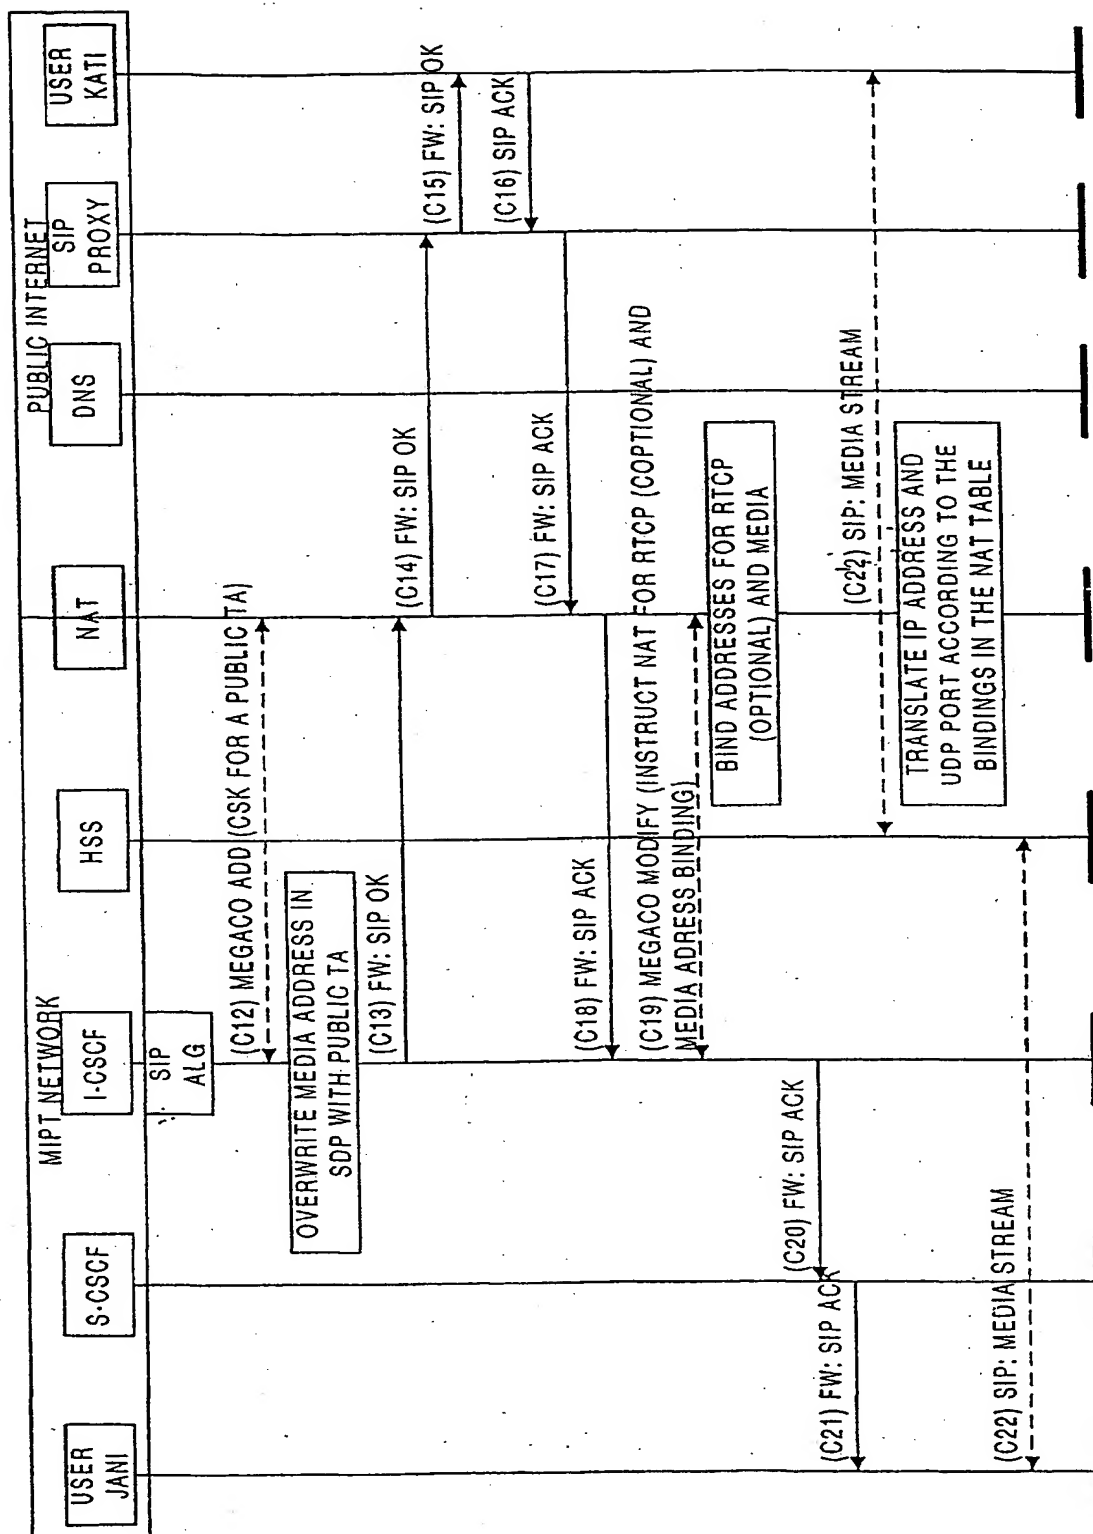 MIPT NETWORK
PUBLIC INTERNET
USER
JANI
S-CSCF
I-CSCF
HSS
NAT
DNS
SIP
PROXY
USER
KATI
SIP
ALG
(C12) MEGACO ADD (CSK FOR A PUBLIC TA)
OVERWRITE MEDIA ADDRESS IN
SDP WITH PUBLIC TA
(C13) FW: SIP OK
(C14) FW: SIP OK
(C15) FW: SIP OK
(C16) SIP ACK
(C17) FW: SIP ACK
(C18) FW: SIP ACK
(C19) MEGACO MODIFY (INSTRUCT NAT FOR RTCP (COPTIONAL) AND
MEDIA ADRESS BINDING)
BIND ADDRESSES FOR RTCP
(OPTIONAL) AND MEDIA
(C20) FW: SIP ACK
(C21) FW: SIP ACK
(C22) SIP: MEDIA STREAM
TRANSLATE IP ADDRESS AND
UDP PORT ACCORDING TO THE
BINDINGS IN THE NAT TABLE
(C22) SIP: MEDIA STREAM